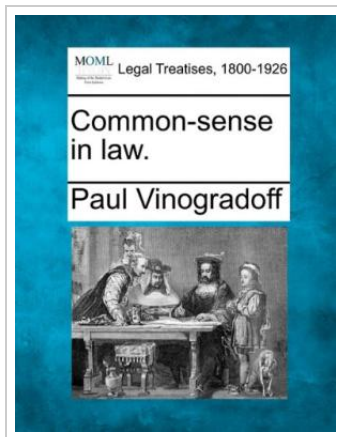 MOML
Legal Treatises, 1800-1926
Common-sense
in law.
Paul Vinogradoff